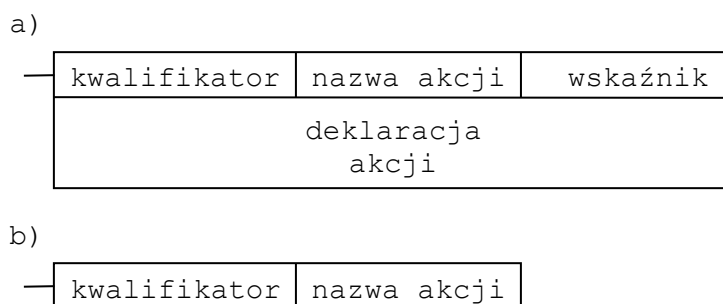 a)
kwalifikator nazwa akcji wskaźnik
deklaracja
akcji
b)
kwalifikator nazwa akcji